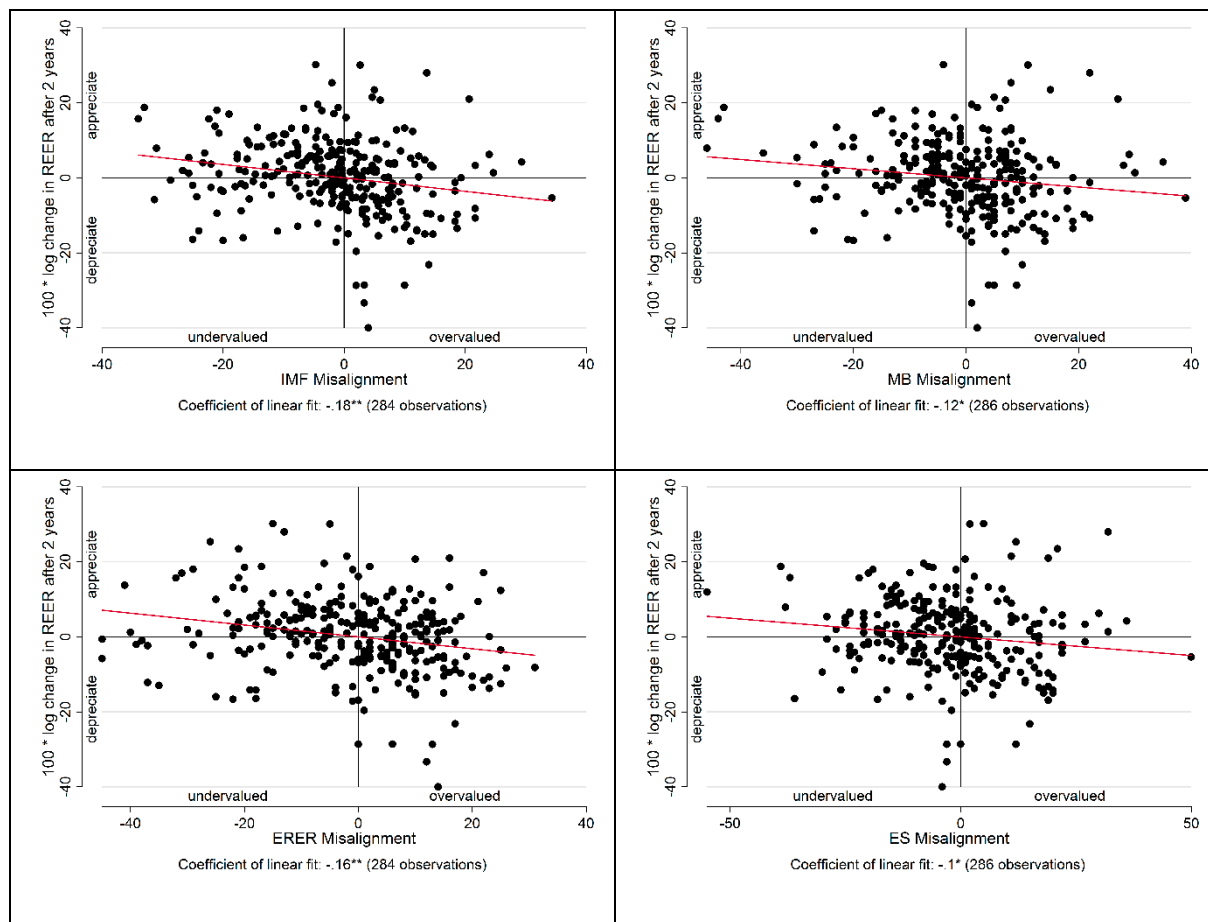 100 * log change in REER after 2 years
depreciate appreciate
-40 -20 0 20 40
undervalued overvalued
-40 -20 0 20 40
IMF Misalignment
Coefficient of linear fit: -.18** (284 observations)
100 * log change in REER after 2 years
depreciate appreciate
-40 -20 0 20 40
undervalued overvalued
-40 -20 0 20 40
MB Misalignment
Coefficient of linear fit: -.12* (286 observations)
100 * log change in REER after 2 years
depreciate appreciate
-40 -20 0 20 40
undervalued overvalued
-40 -20 0 20 40
ERER Misalignment
Coefficient of linear fit: -.16** (284 observations)
100 * log change in REER after 2 years
depreciate appreciate
-40 -20 0 20 40
undervalued overvalued
-50 0 50
ES Misalignment
Coefficient of linear fit: -.1* (286 observations)